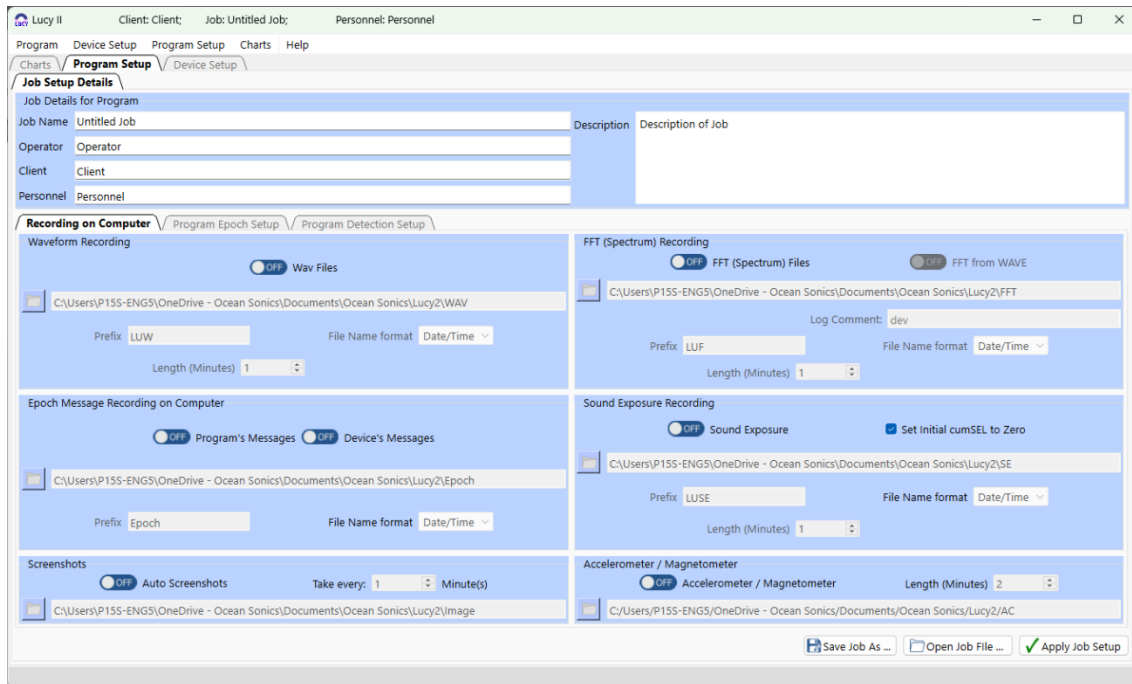 LUCY Lucy II Client: Client; Job: Untitled Job; Personnel: Personnel
Program Device Setup Program Setup Charts Help
Charts Program Setup Device Setup
Job Setup Details
Job Details for Program
Job Name Untitled Job
Description Description of Job
Operator Operator
Client Client
Personnel Personnel
Recording on Computer Program Epoch Setup Program Detection Setup
Waveform Recording
OFF Wav Files
C:\Users\P15S-ENG5\OneDrive - Ocean Sonics\Documents\Ocean Sonics\Lucy2\WAV
Prefix LUW File Name format Date/Time
Length (Minutes) 1
FFT (Spectrum) Recording
OFF FFT (Spectrum) Files OFF FFT from WAVE
C:\Users\P15S-ENG5\OneDrive - Ocean Sonics\Documents\Ocean Sonics\Lucy2\FFT
Log Comment: dev
Prefix LUF File Name format Date/Time
Length (Minutes) 1
Epoch Message Recording on Computer
OFF Program's Messages OFF Device's Messages
C:\Users\P15S-ENG5\OneDrive - Ocean Sonics\Documents\Ocean Sonics\Lucy2\Epoch
Prefix Epoch File Name format Date/Time
Sound Exposure Recording
OFF Sound Exposure Set Initial cumSEL to Zero
C:\Users\P15S-ENG5\OneDrive - Ocean Sonics\Documents\Ocean Sonics\Lucy2\SE
Prefix LUSE File Name format Date/Time
Length (Minutes) 1
Screenshots
OFF Auto Screenshots Take every: 1 Minute(s)
C:\Users\P15S-ENG5\OneDrive - Ocean Sonics\Documents\Ocean Sonics\Lucy2\Image
Accelerometer / Magnetometer
OFF Accelerometer / Magnetometer Length (Minutes) 2
C:/Users/P15S-ENG5/OneDrive - Ocean Sonics/Documents/Ocean Sonics/Lucy2/AC
Save Job As ... Open Job File ... Apply Job Setup